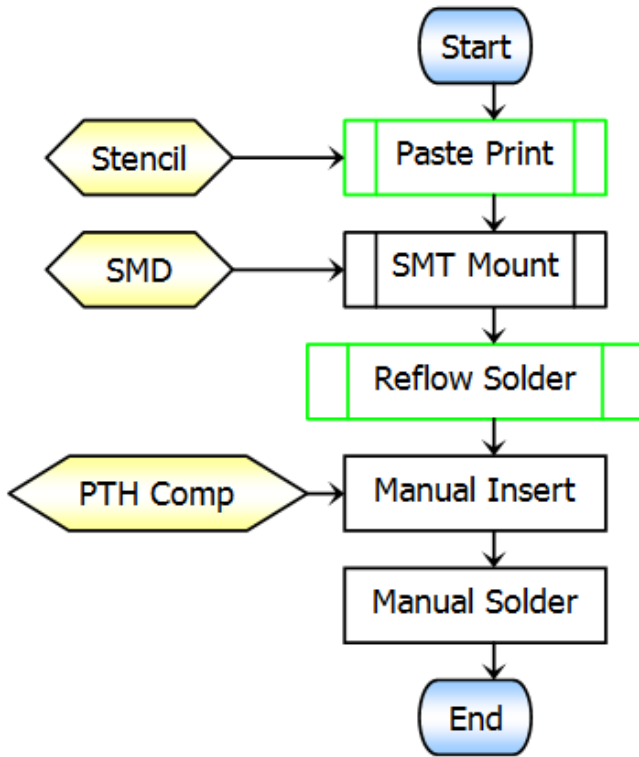 Start
Stencil
Paste Print
SMD
SMT Mount
Reflow Solder
PTH Comp
Manual Insert
Manual Solder
End